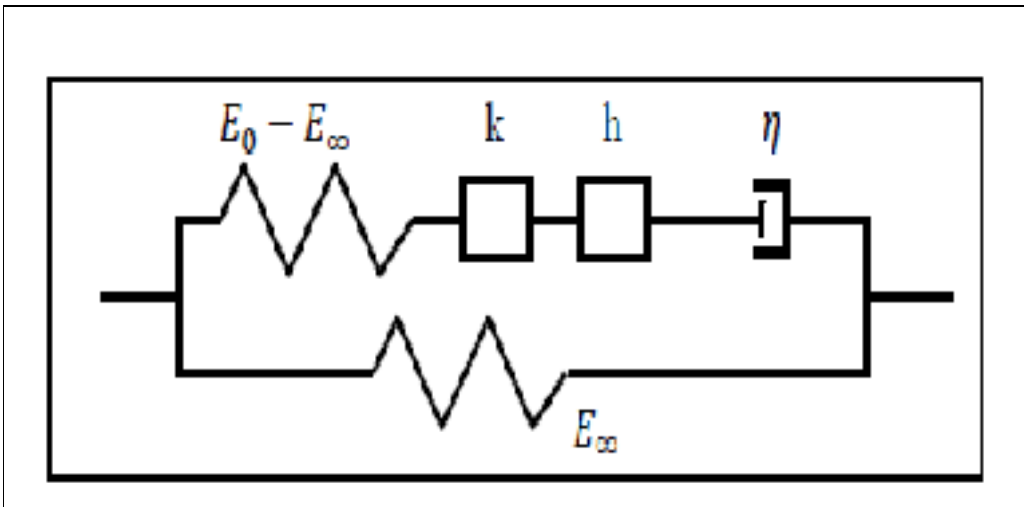 E₀ − E∞ k h η
E∞